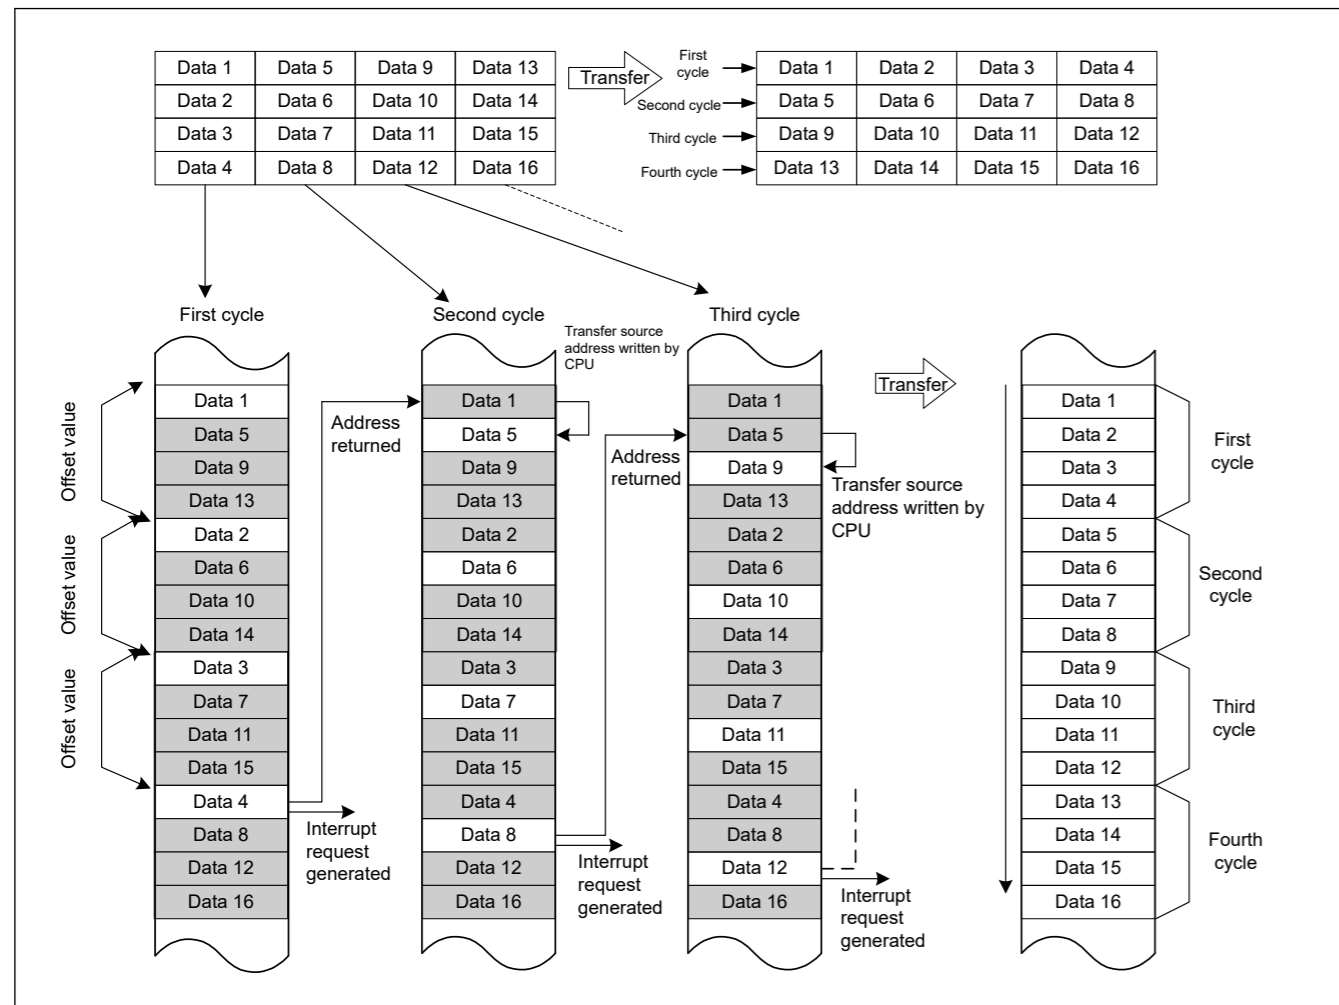 Data 1 Data 5 Data 9 Data 13
Data 2 Data 6 Data 10 Data 14
Data 3 Data 7 Data 11 Data 15
Data 4 Data 8 Data 12 Data 16
Transfer
First
cycle
Second cycle
Third cycle
Fourth cycle
Data 1 Data 2 Data 3 Data 4
Data 5 Data 6 Data 7 Data 8
Data 9 Data 10 Data 11 Data 12
Data 13 Data 14 Data 15 Data 16
First cycle
Offset value
Offset value
Offset value
Data 1
Data 5
Data 9
Data 13
Data 2
Data 6
Data 10
Data 14
Data 3
Data 7
Data 11
Data 15
Data 4
Data 8
Data 12
Data 16
Address
returned
Interrupt
request
generated
Second cycle
Transfer source
address written by
CPU
Data 1
Data 5
Data 9
Data 13
Data 2
Data 6
Data 10
Data 14
Data 3
Data 7
Data 11
Data 15
Data 4
Data 8
Data 12
Data 16
Address
returned
Interrupt
request
generated
Third cycle
Data 1
Data 5
Data 9
Data 13
Data 2
Data 6
Data 10
Data 14
Data 3
Data 7
Data 11
Data 15
Data 4
Data 8
Data 12
Data 16
Transfer source
address written by
CPU
Interrupt
request
generated
Transfer
Data 1
Data 2
Data 3
Data 4
Data 5
Data 6
Data 7
Data 8
Data 9
Data 10
Data 11
Data 12
Data 13
Data 14
Data 15
Data 16
First
cycle
Second
cycle
Third
cycle
Fourth
cycle